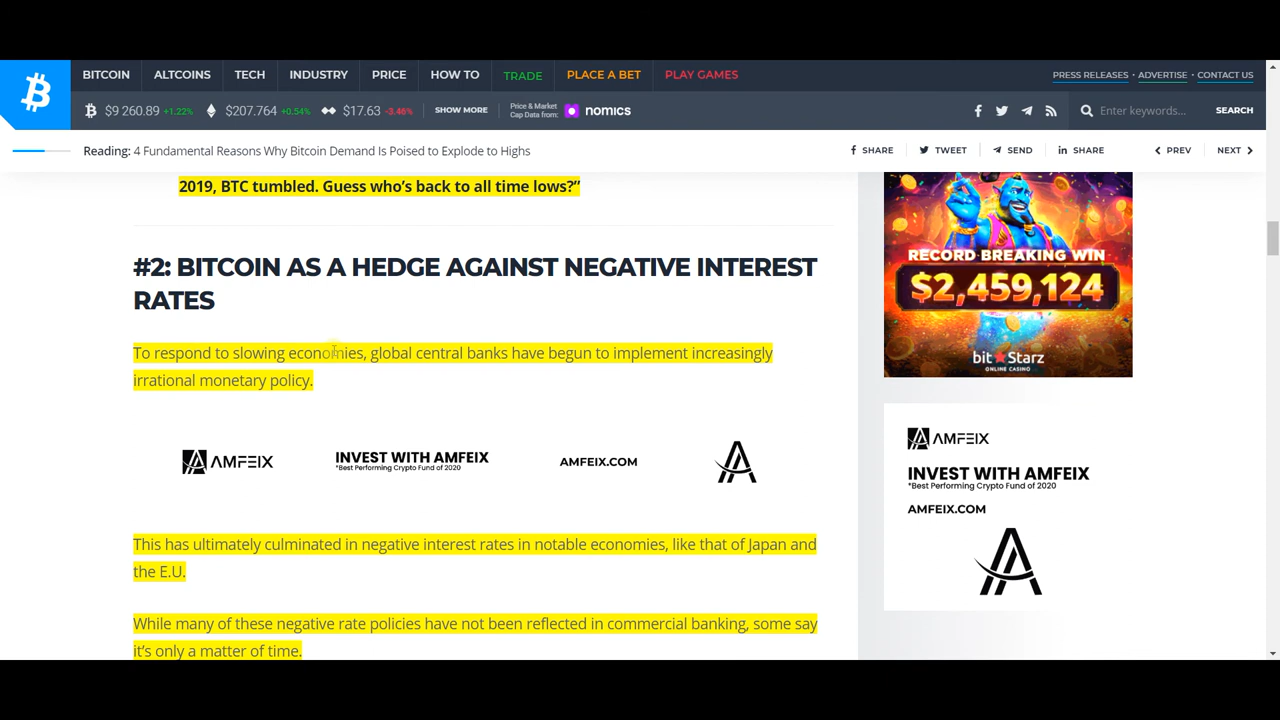 BITCOIN ALTCOINS TECH INDUSTRY PRICE HOW TO TRADE PLACE A BET PLAY GAMES PRESS RELEASES • ADVERTISE • CONTACT US
$9 260.89 +1.22% $207.764 +0.54% $17.63 -3.46% SHOW MORE Price & Market Cap Data from: nomics Enter keywords... SEARCH
Reading: 4 Fundamental Reasons Why Bitcoin Demand Is Poised to Explode to Highs SHARE TWEET SEND SHARE PREV NEXT
2019, BTC tumbled. Guess who's back to all time lows?"
#2: BITCOIN AS A HEDGE AGAINST NEGATIVE INTEREST
RATES
To respond to slowing economies, global central banks have begun to implement increasingly
irrational monetary policy.
AMFEIX INVEST WITH AMFEIX AMFEIX.COM
*Best Performing Crypto Fund of 2020
This has ultimately culminated in negative interest rates in notable economies, like that of Japan and
the E.U.
While many of these negative rate policies have not been reflected in commercial banking, some say
it's only a matter of time.
RECORD BREAKING WIN
$2,459,124
bitStarz
ONLINE CASINO
AMFEIX
INVEST WITH AMFEIX
*Best Performing Crypto Fund of 2020
AMFEIX.COM